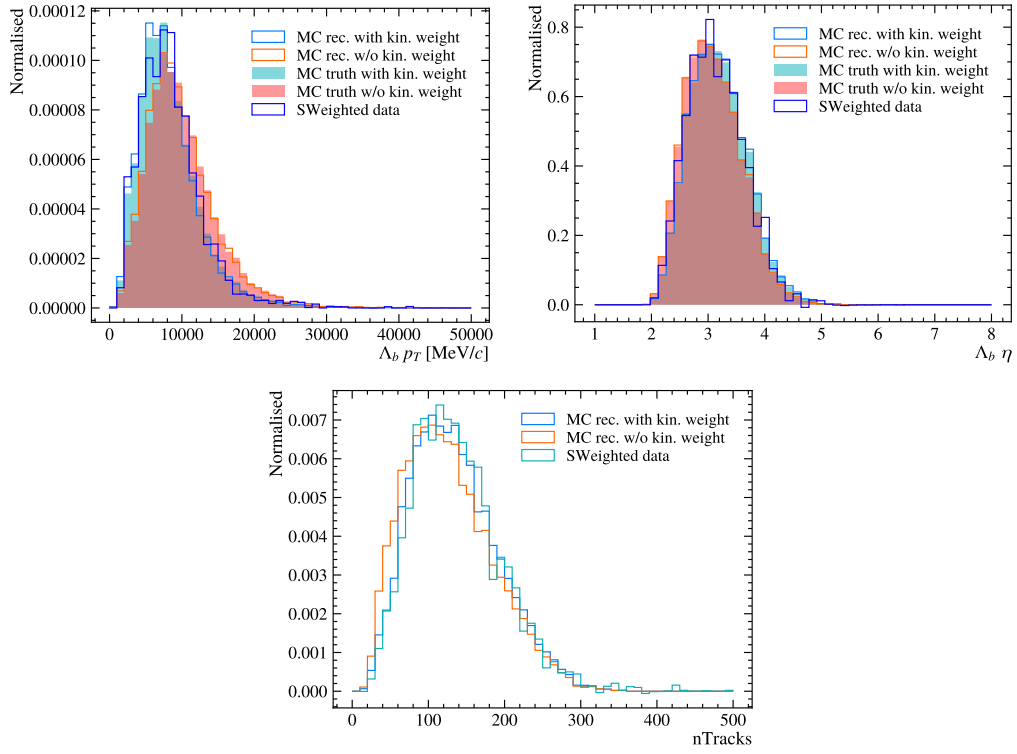 Normalised
0.00012
0.00010
0.00008
0.00006
0.00004
0.00002
0.00000
MC rec. with kin. weight
MC rec. w/o kin. weight
MC truth with kin. weight
MC truth w/o kin. weight
SWeighted data
0 10000 20000 30000 40000 50000
Λb pT [MeV/c]
Normalised
0.8
0.6
0.4
0.2
0.0
MC rec. with kin. weight
MC rec. w/o kin. weight
MC truth with kin. weight
MC truth w/o kin. weight
SWeighted data
1 2 3 4 5 6 7 8
Λb η
Normalised
0.007
0.006
0.005
0.004
0.003
0.002
0.001
0.000
MC rec. with kin. weight
MC rec. w/o kin. weight
SWeighted data
0 100 200 300 400 500
nTracks